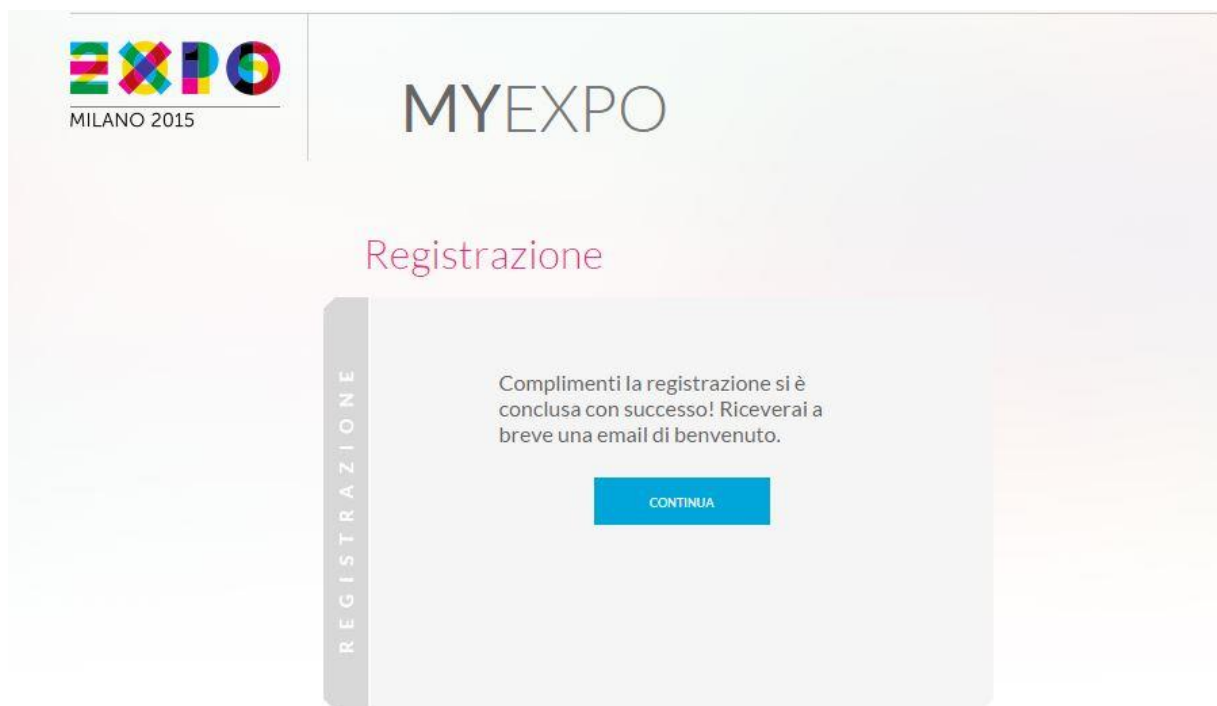 EXPO
MILANO 2015
MYEXPO
Registrazione
REGISTRAZIONE
Complimenti la registrazione si è
conclusa con successo! Riceverai a
breve una email di benvenuto.
CONTINUA